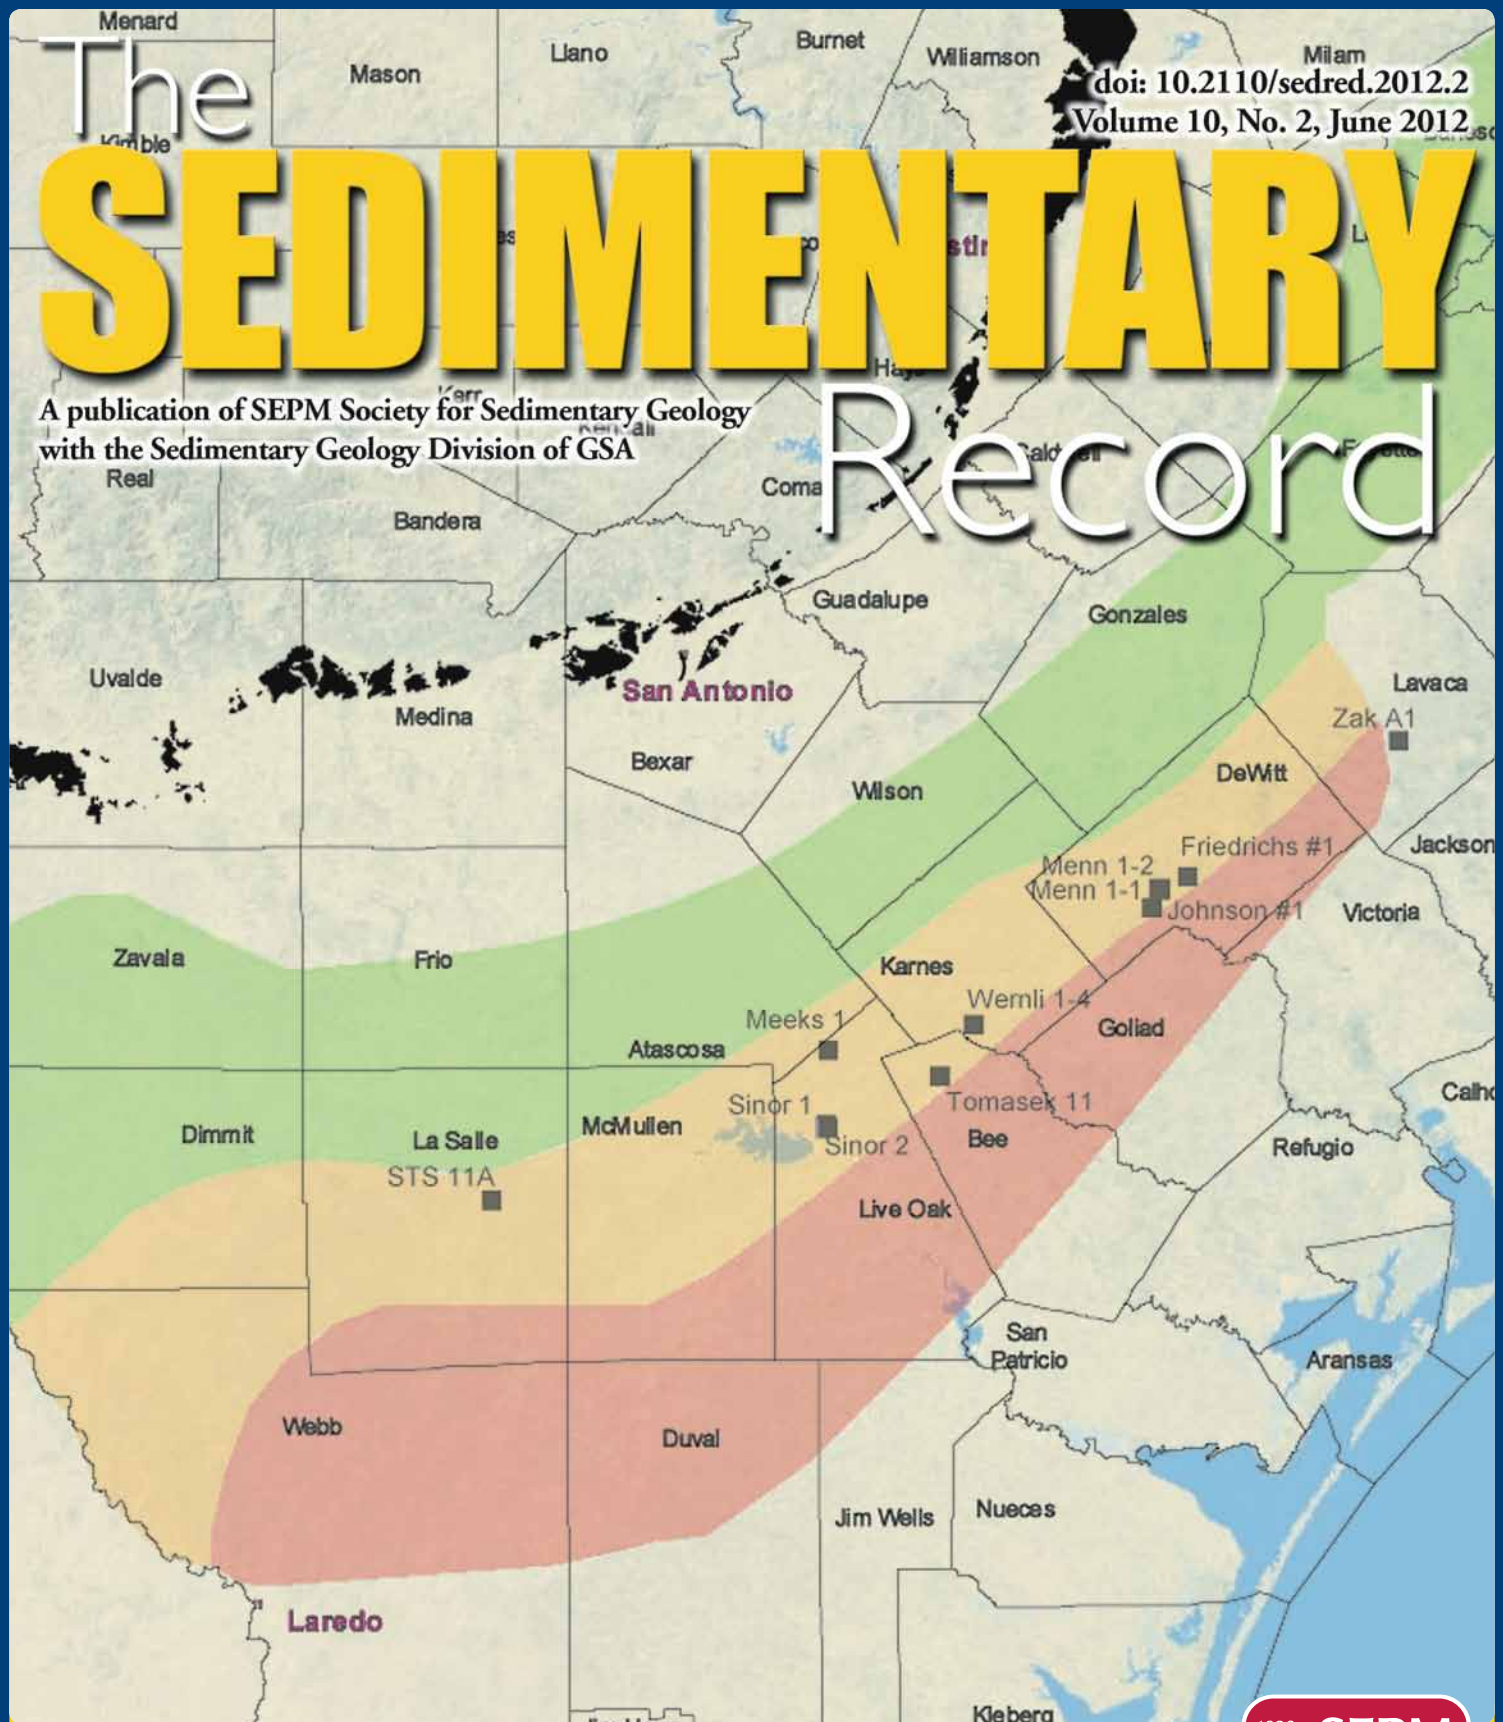 Menard
The
Mason
Llano
Burnet
Williamson
Milam
doi: 10.2110/sedred.2012.2
Volume 10, No. 2, June 2012
Kimble
SEDIMENTARY
Record
A publication of SEPM Society for Sedimentary Geology
with the Sedimentary Geology Division of GSA
Real
Bandera
Guadalupe
Gonzales
Uvalde
San Antonio
Medina
Lavaca
Zak A1
Bexar
Wilson
DeWitt
Friedrichs #1
Jackson
Menn 1-2
Menn 1-1
Johnson #1
Victoria
Zavala
Frio
Karnes
Wernli 1-4
Meeks 1
Goliad
Atascosa
Sinor 1
Tomasek 11
Dimmit
La Salle
McMullen
Sinor 2
Bee
Refugio
STS 11A
Live Oak
San
Patricio
Aransas
Webb
Duval
Jim Wells
Nueces
Laredo
Kleberg
SEPM